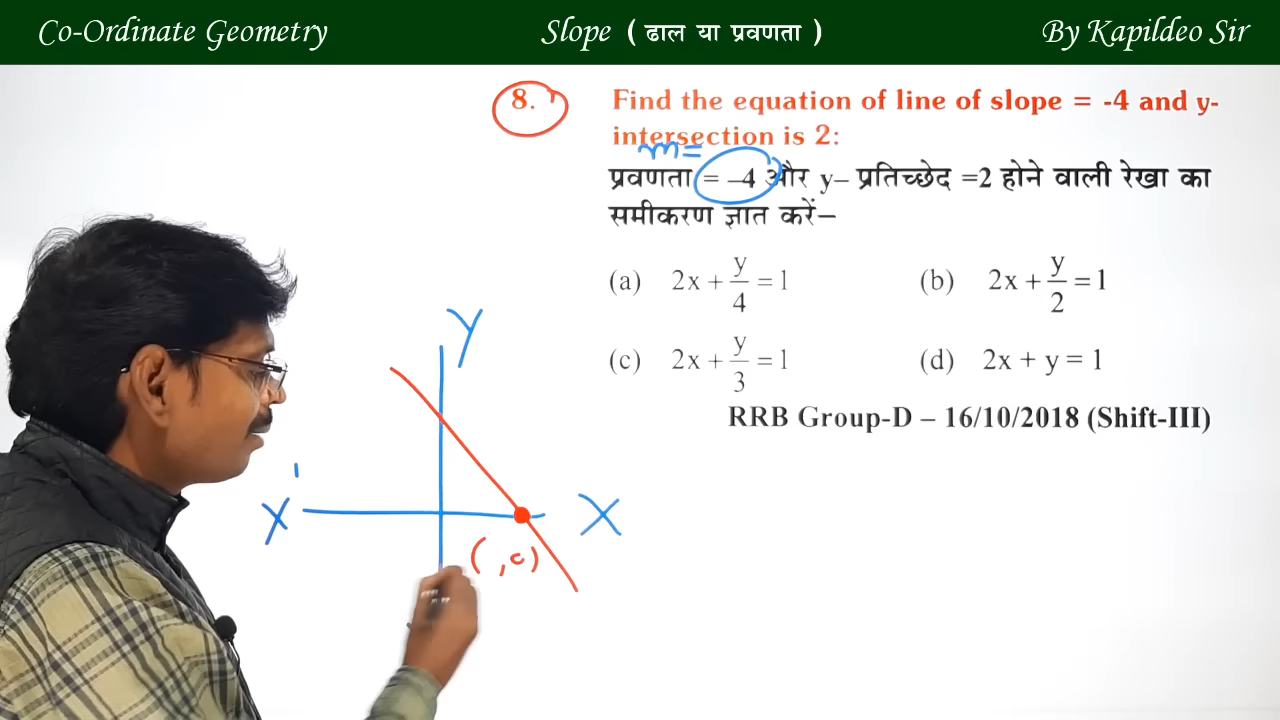 Co-Ordinate Geometry Slope ( ढाल या प्रवणता ) By Kapildeo Sir
8. Find the equation of line of slope = -4 and y-
intersection is 2:
m=
प्रवणता = –4 और y– प्रतिच्छेद =2 होने वाली रेखा का
समीकरण ज्ञात करें–
(a) 2x + y/4 = 1 (b) 2x + y/2 = 1
(c) 2x + y/3 = 1 (d) 2x + y = 1
RRB Group-D – 16/10/2018 (Shift-III)
Y
X' X
( , 0)